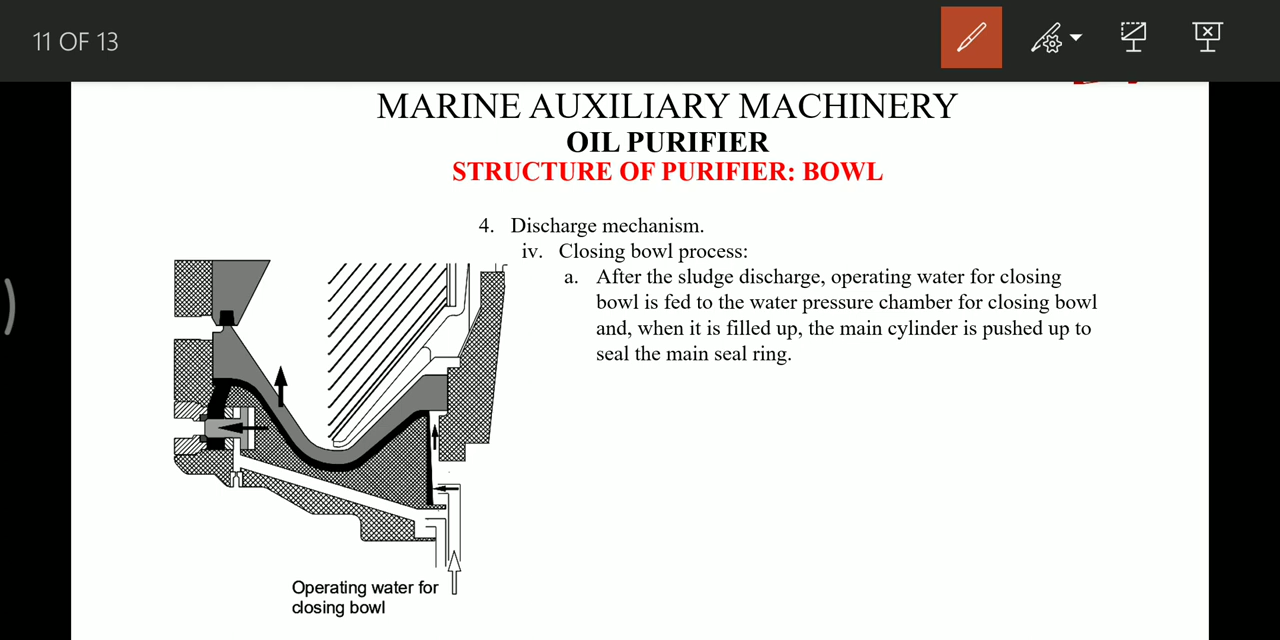 11 OF 13
MARINE AUXILIARY MACHINERY
OIL PURIFIER
STRUCTURE OF PURIFIER: BOWL
4. Discharge mechanism.
iv. Closing bowl process:
a. After the sludge discharge, operating water for closing
bowl is fed to the water pressure chamber for closing bowl
and, when it is filled up, the main cylinder is pushed up to
seal the main seal ring.
Operating water for
closing bowl